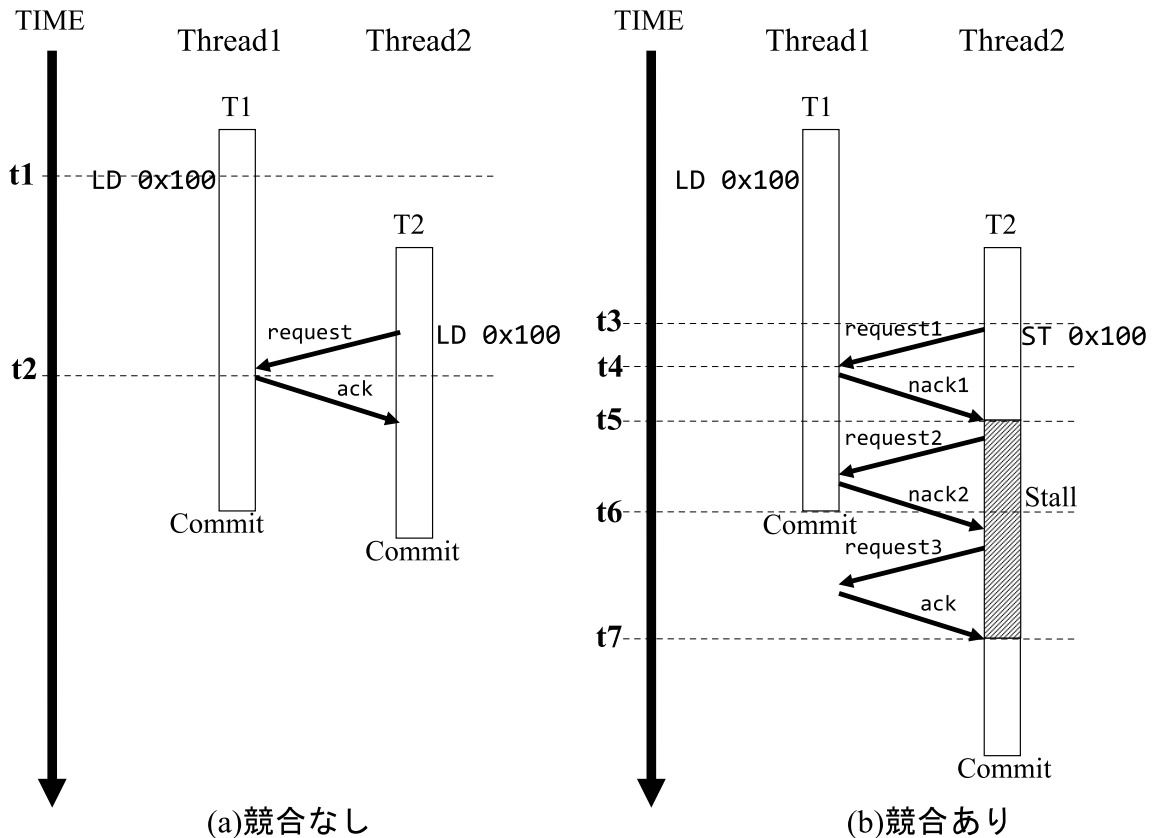 TIME
Thread1
Thread2
T1
t1
LD 0x100
T2
request
LD 0x100
t2
ack
Commit
Commit
(a)競合なし
TIME
Thread1
Thread2
T1
LD 0x100
T2
t3
request1
ST 0x100
t4
nack1
t5
request2
nack2
Stall
t6
Commit
request3
ack
t7
Commit
(b)競合あり